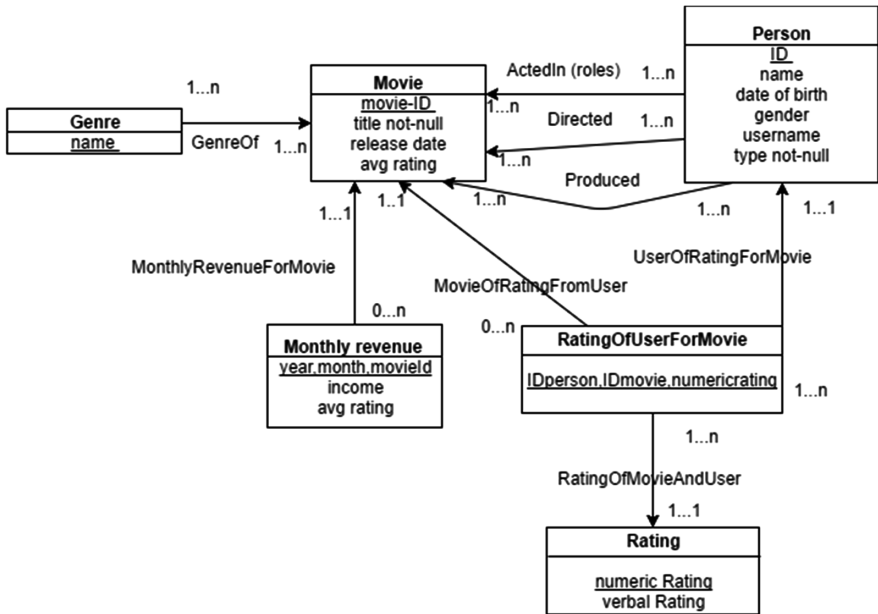 Person
ID
name
date of birth
gender
username
type not-null
ActedIn (roles)
1...n
1...n
Movie
movie-ID
title not-null
release date
avg rating
1...n
Genre
name
GenreOf
1...n
Directed
1...n
1...n
Produced
1...n
1...n
1...1
1..1
1...1
MonthlyRevenueForMovie
UserOfRatingForMovie
MovieOfRatingFromUser
0...n
0...n
Monthly revenue
year,month,movieId
income
avg rating
RatingOfUserForMovie
IDperson,IDmovie,numericrating
1...n
1...n
RatingOfMovieAndUser
1...1
Rating
numeric Rating
verbal Rating